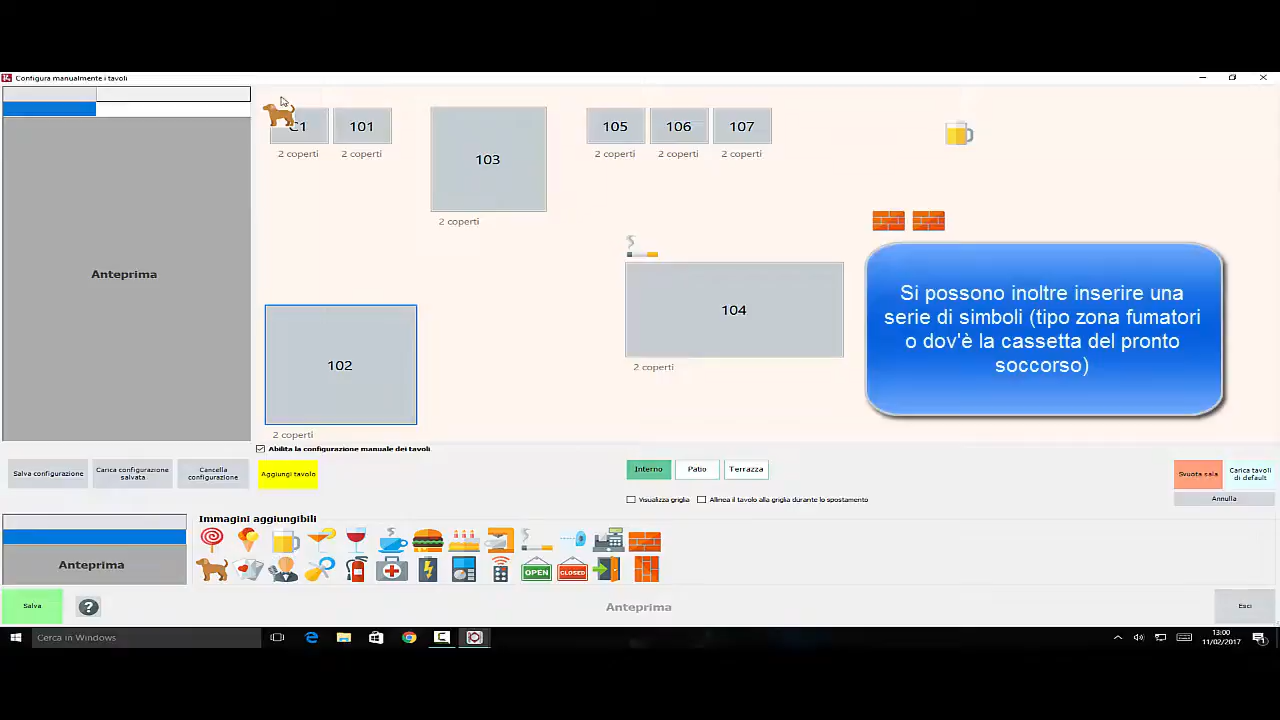 Configura manualmente i tavoli
C1
101
103
105
106
107
2 coperti
2 coperti
2 coperti
2 coperti
2 coperti
2 coperti
Si possono inoltre inserire una
serie di simboli (tipo zona fumatori
o dov'è la cassetta del pronto
soccorso)
Anteprima
104
2 coperti
102
2 coperti
Abilita la configurazione manuale dei tavoli
Salva configurazione
Carica configurazione
salvata
Cancella
configurazione
Aggiungi tavolo
Interno
Patio
Terrazza
Svuota sala
Carica tavoli
di default
Visualizza griglia
Allinea il tavolo alla griglia durante lo spostamento
Annulla
Immagini aggiungibili
OPEN
CLOSED
Anteprima
Salva
?
Anteprima
Esci
Cerca in Windows
13:00
11/02/2017